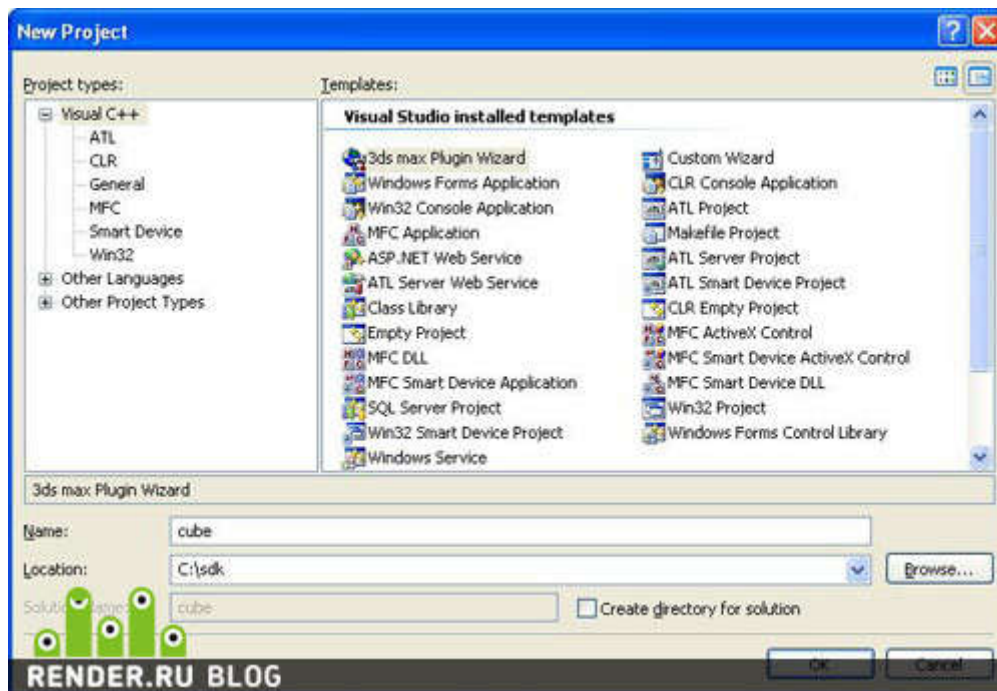 New Project
Project types:
Templates:
Visual C++
ATL
CLR
General
MFC
Smart Device
Win32
Other Languages
Other Project Types
Visual Studio installed templates
3ds max Plugin Wizard
Windows Forms Application
Win32 Console Application
MFC Application
ASP.NET Web Service
ATL Server Web Service
Class Library
Empty Project
MFC DLL
MFC Smart Device Application
SQL Server Project
Win32 Smart Device Project
Windows Service
Custom Wizard
CLR Console Application
ATL Project
Makefile Project
ATL Server Project
ATL Smart Device Project
CLR Empty Project
MFC ActiveX Control
MFC Smart Device ActiveX Control
MFC Smart Device DLL
Win32 Project
Windows Forms Control Library
3ds max Plugin Wizard
Name:
cube
Location:
C:\sdk
Browse...
cube
Create directory for solution
OK
Cancel
RENDER.RU BLOG